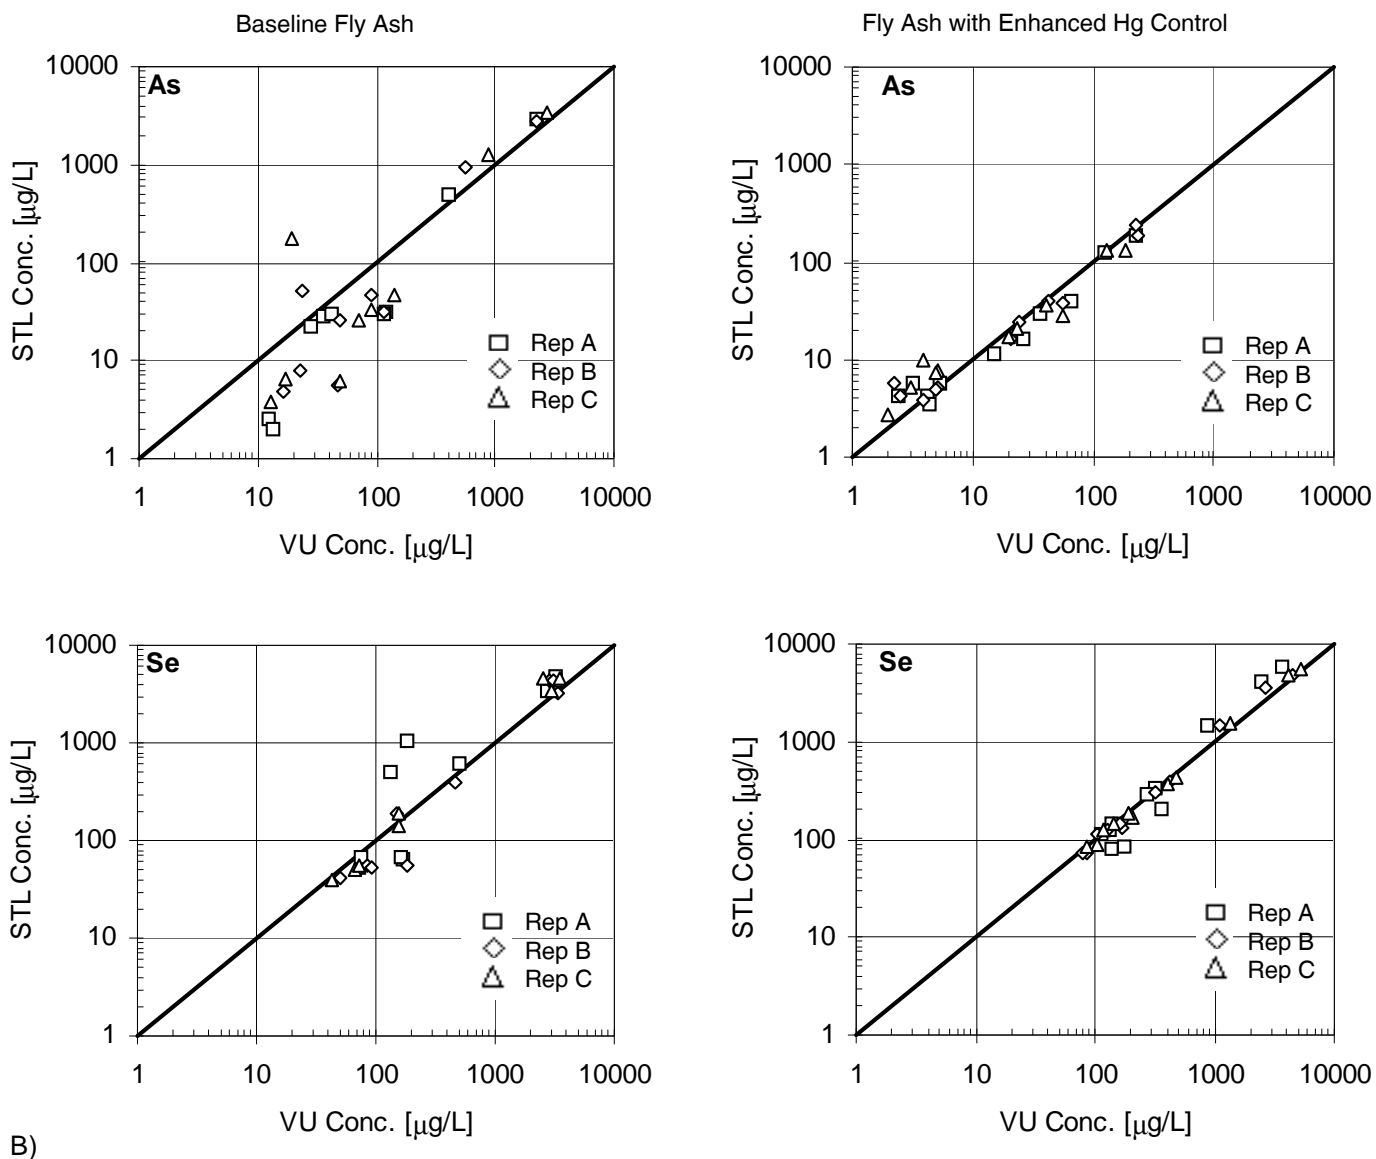 Baseline Fly Ash
Fly Ash with Enhanced Hg Control
As
10000
1000
100
10
1
STL Conc. [µg/L]
Rep A
Rep B
Rep C
1 10 100 1000 10000
VU Conc. [µg/L]
As
10000
1000
100
10
1
STL Conc. [µg/L]
Rep A
Rep B
Rep C
1 10 100 1000 10000
VU Conc. [µg/L]
Se
10000
1000
100
10
1
STL Conc. [µg/L]
Rep A
Rep B
Rep C
1 10 100 1000 10000
VU Conc. [µg/L]
Se
10000
1000
100
10
1
STL Conc. [µg/L]
Rep A
Rep B
Rep C
1 10 100 1000 10000
VU Conc. [µg/L]
B)